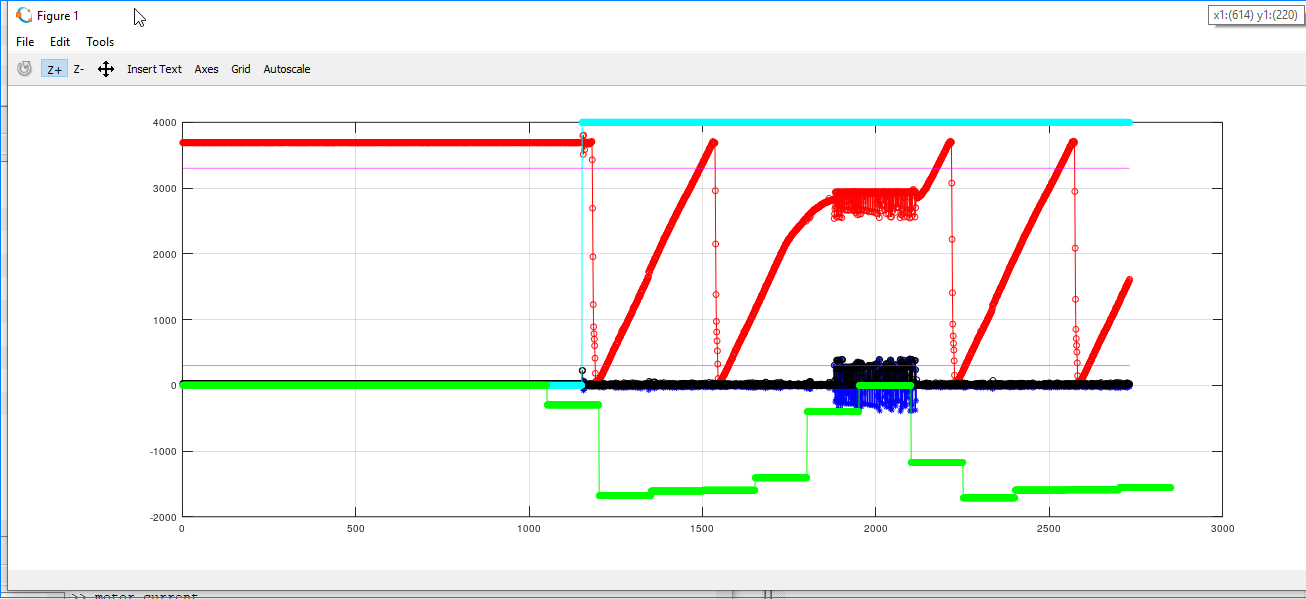 Figure 1
x1:(614) y1:(220)
File Edit Tools
Z+ Z- Insert Text Axes Grid Autoscale
4000
3000
2000
1000
0
-1000
-2000
0 500 1000 1500 2000 2500 3000
>> motor current